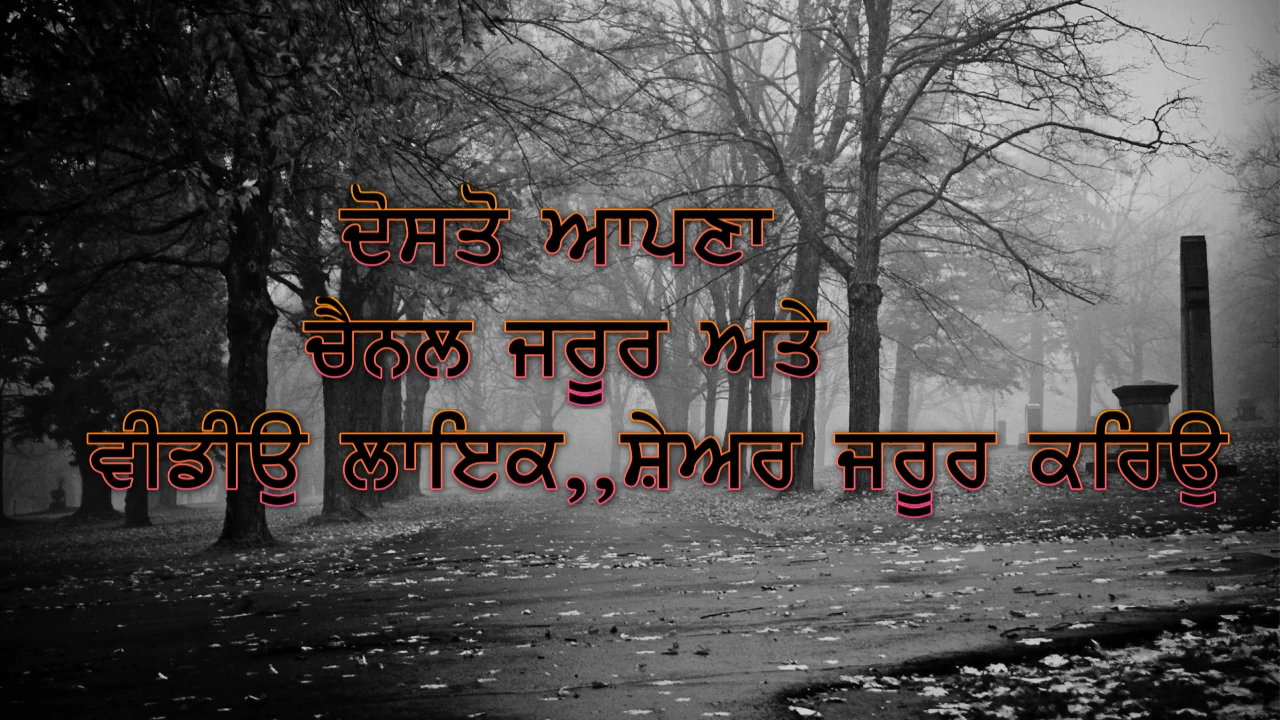 ਦੋਸਤੋ ਆਪਣਾ
ਚੈਨਲ ਜਰੂਰ ਅਤੇ
ਵੀਡੀਓੁ ਲਾਇਕ,,ਸ਼ੇਅਰ ਜਰੂਰ ਕਰਿਓੁ